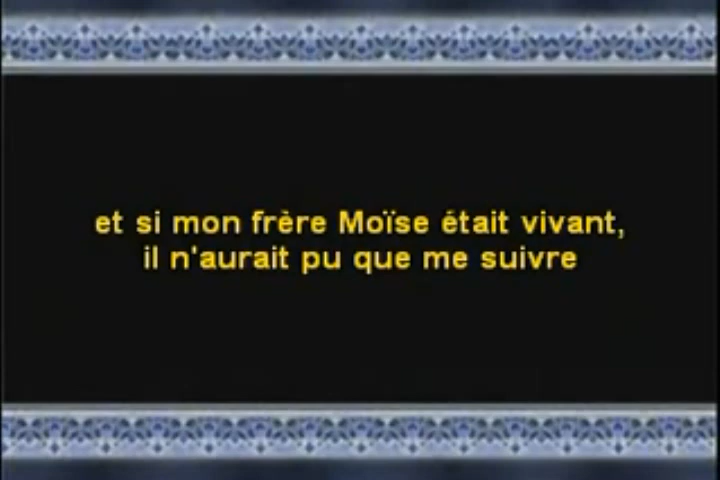 et si mon frère Moïse était vivant,
il n'aurait pu que me suivre